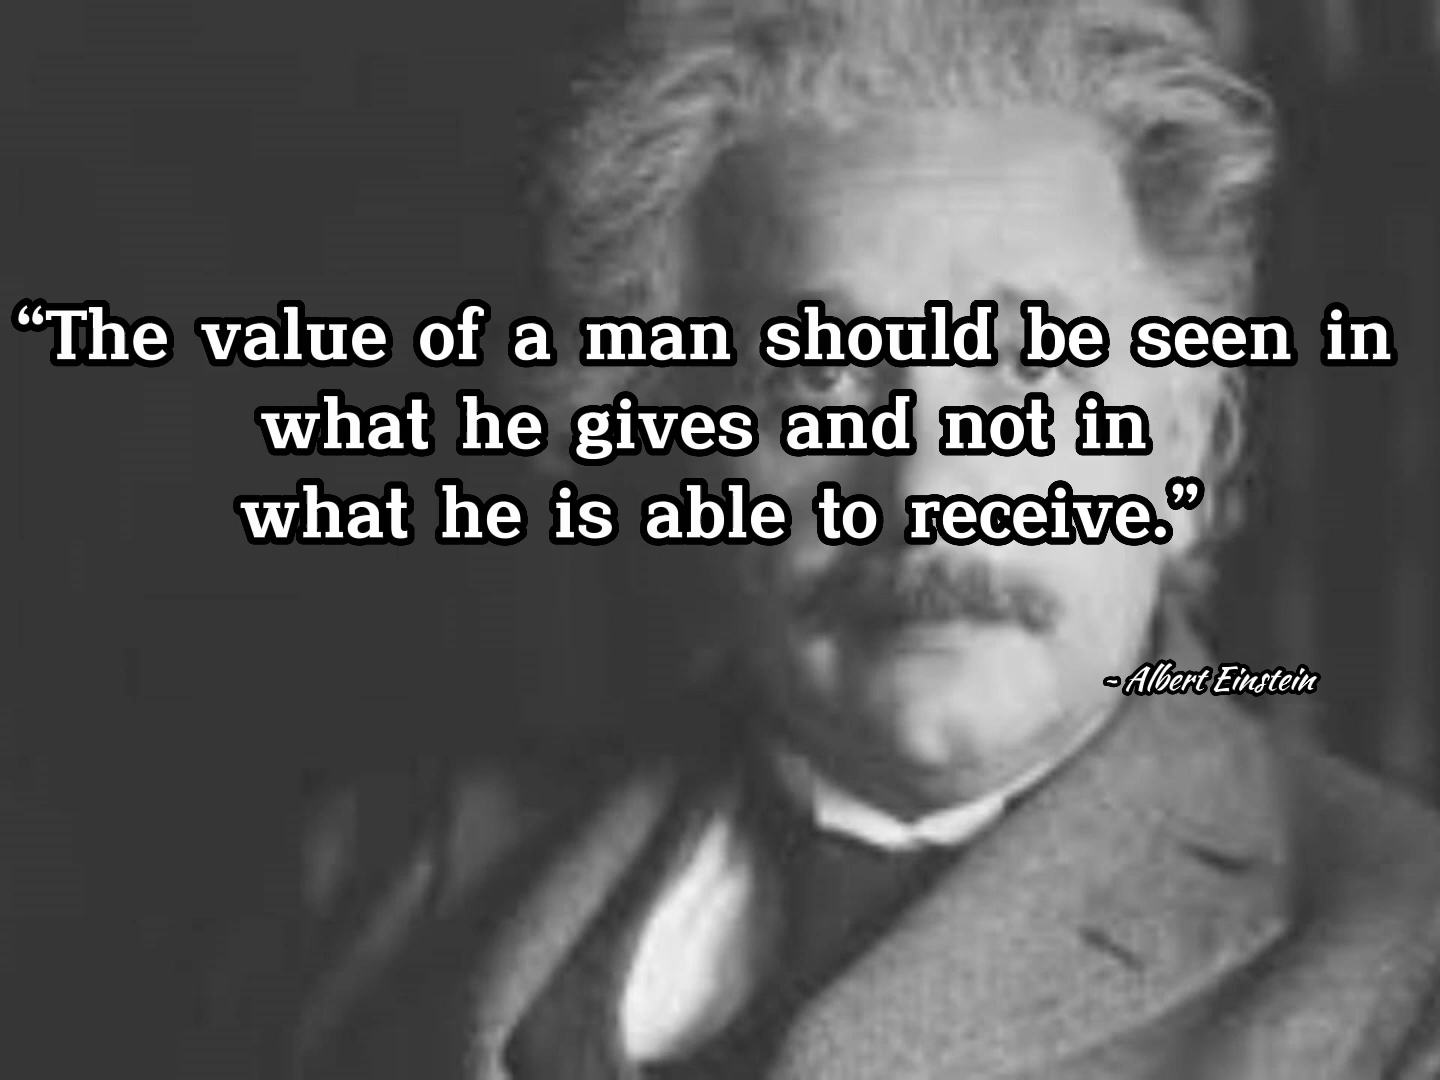 “The value of a man should be seen in
what he gives and not in
what he is able to receive.”
~ Albert Einstein